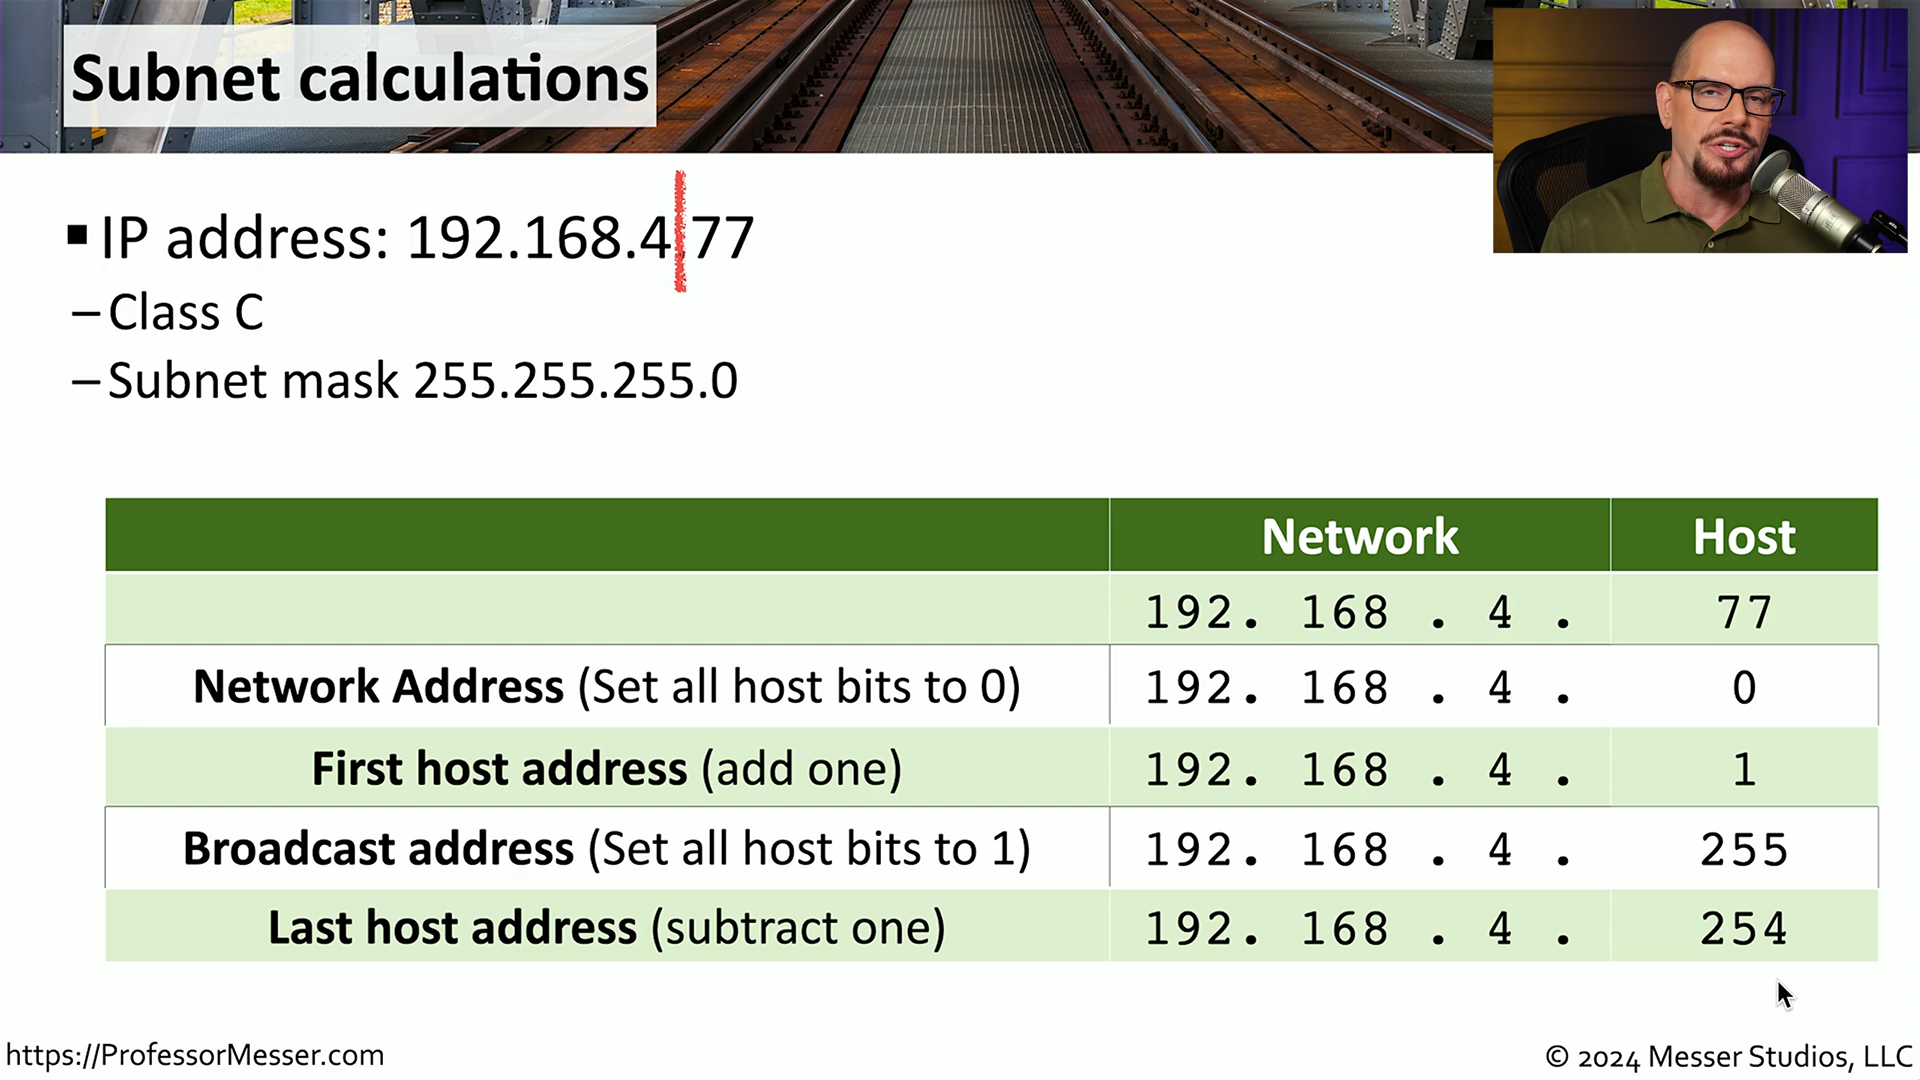 Subnet calculations
▪ IP address: 192.168.4.77
– Class C
– Subnet mask 255.255.255.0
Network Host
192. 168 . 4 . 77
Network Address (Set all host bits to 0) 192. 168 . 4 . 0
First host address (add one) 192. 168 . 4 . 1
Broadcast address (Set all host bits to 1) 192. 168 . 4 . 255
Last host address (subtract one) 192. 168 . 4 . 254
https://ProfessorMesser.com © 2024 Messer Studios, LLC